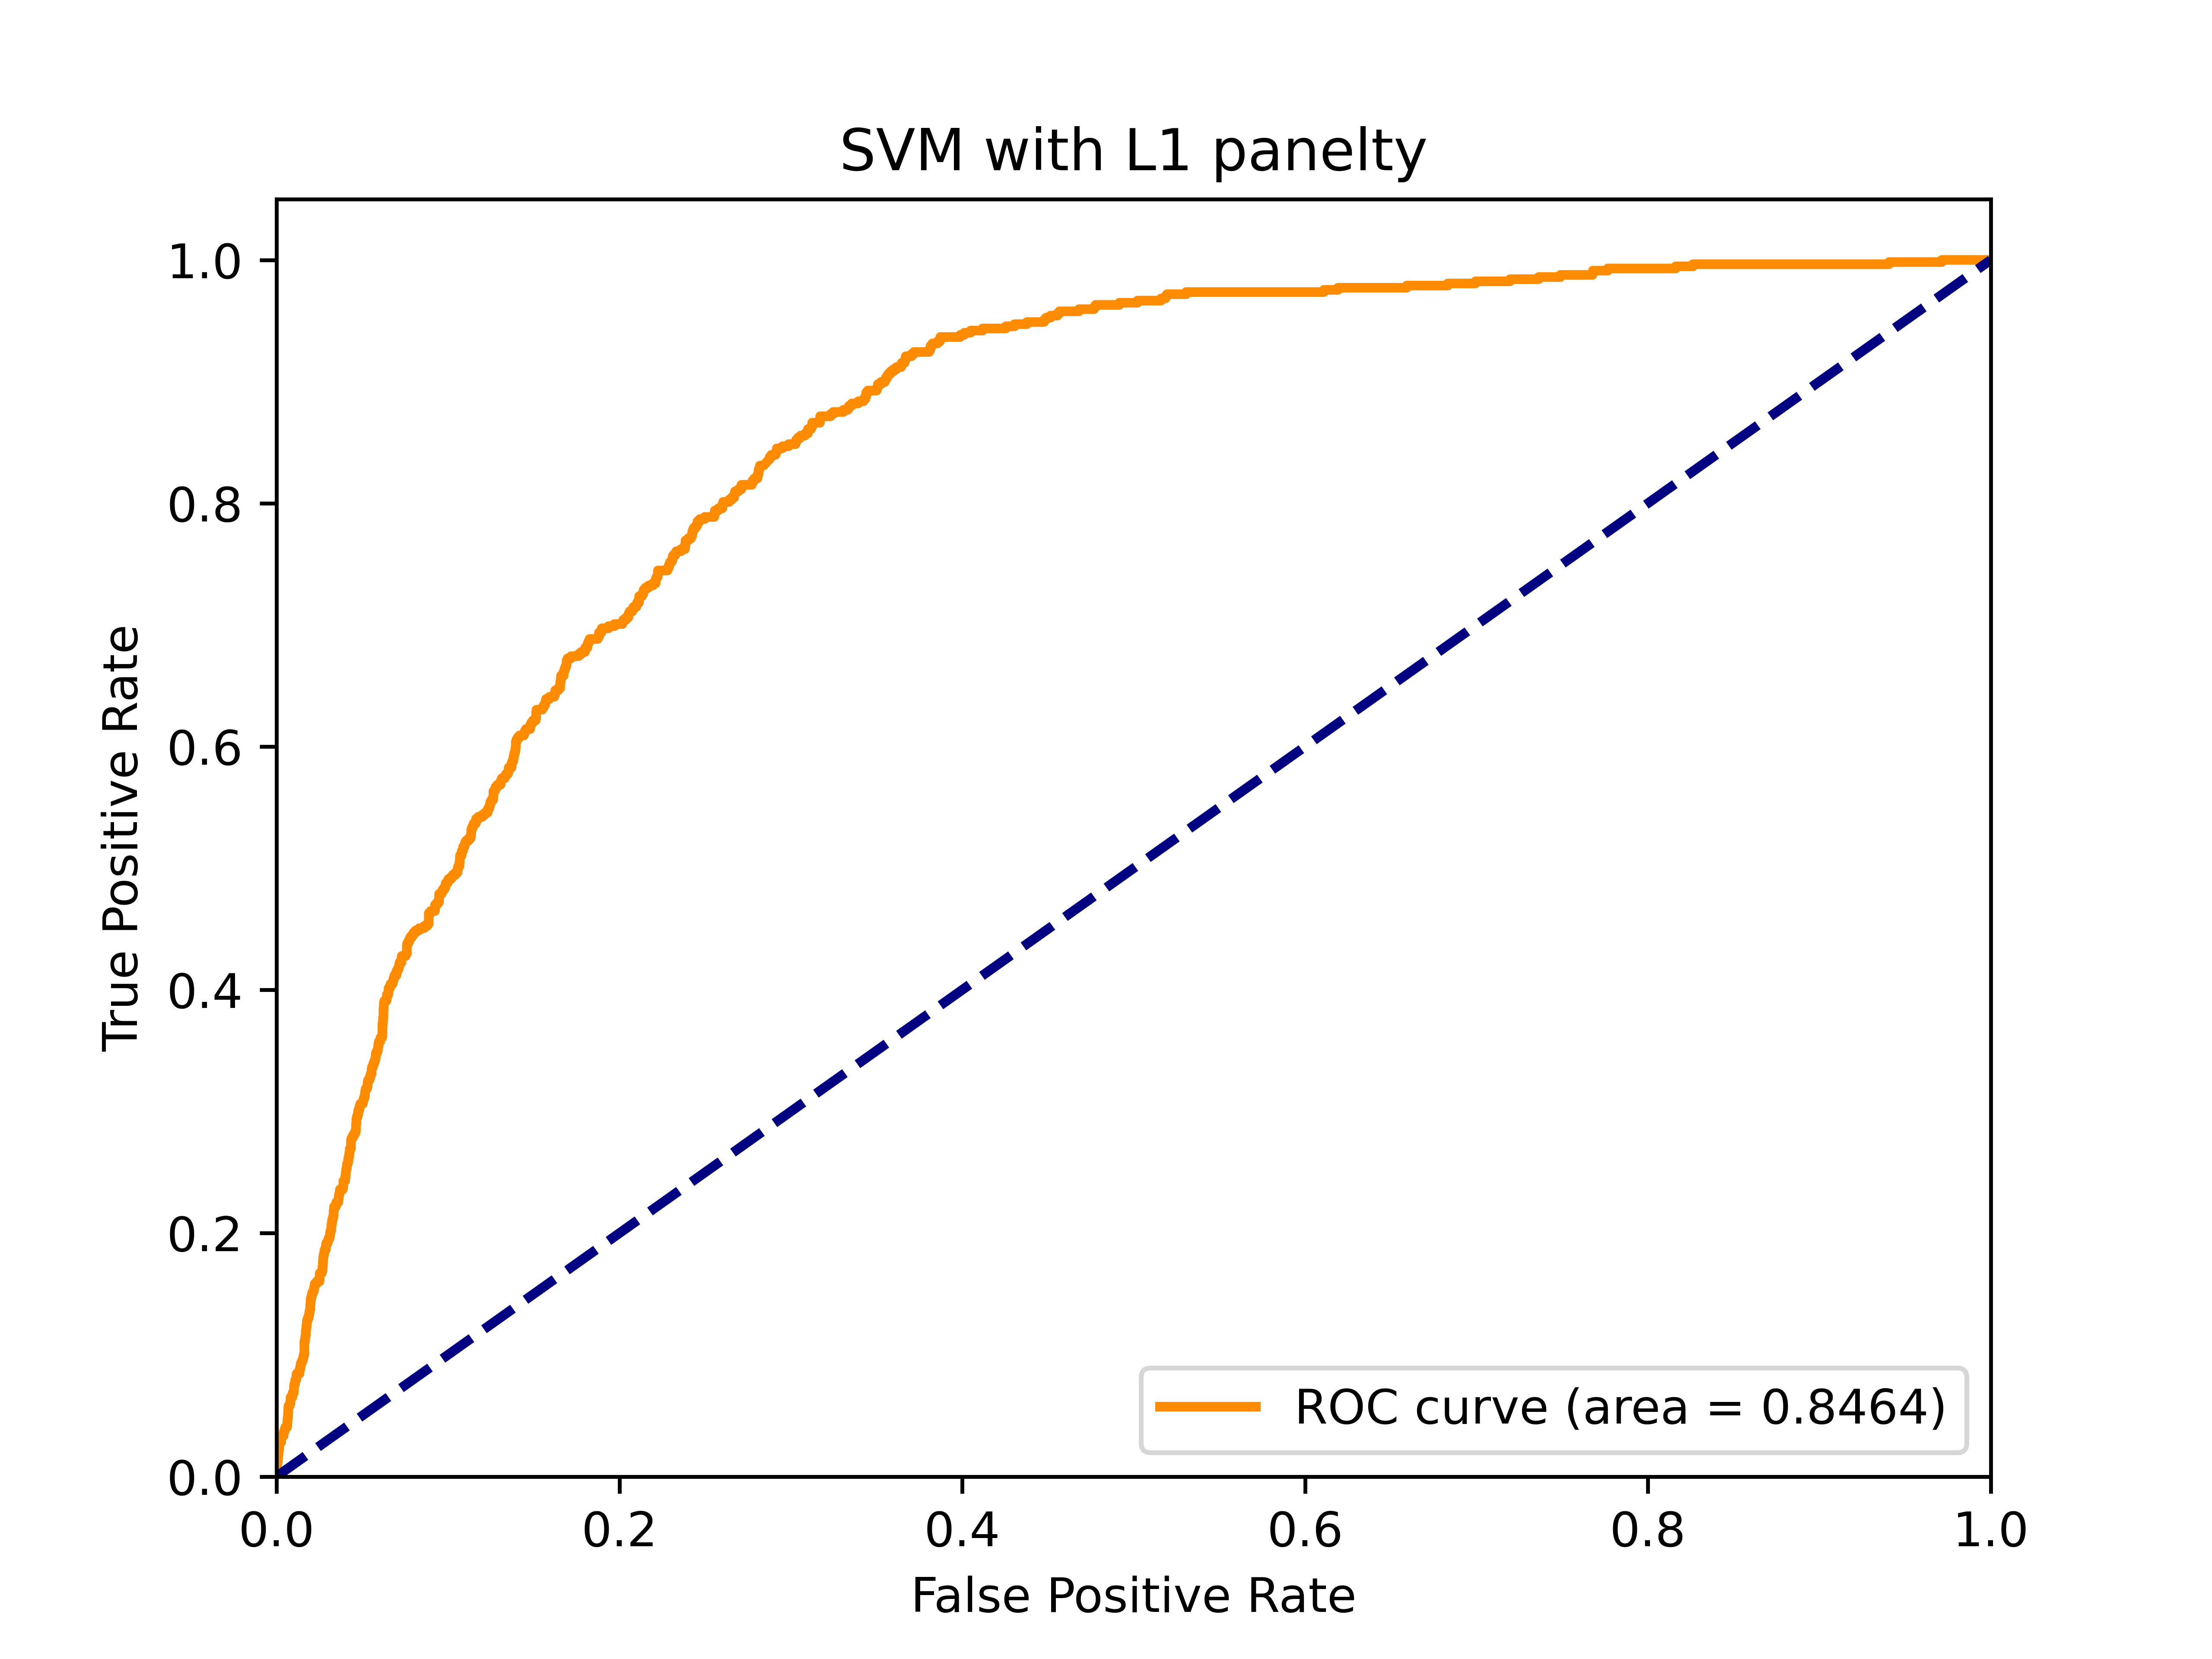 SVM with L1 panelty
1.0
0.8
0.6
0.4
0.2
0.0
True Positive Rate
ROC curve (area = 0.8464)
0.0 0.2 0.4 0.6 0.8 1.0
False Positive Rate